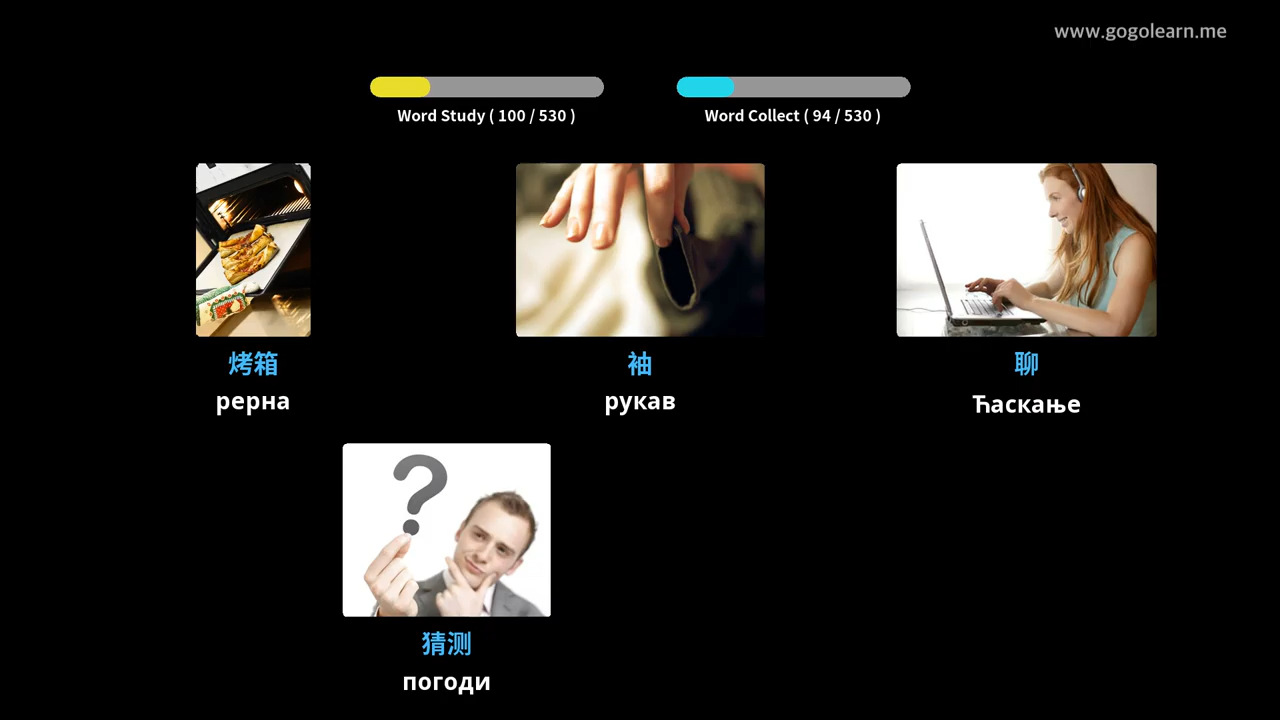 www.gogolearn.me
Word Study ( 100 / 530 )
Word Collect ( 94 / 530 )
烤箱
рерна
袖
рукав
聊
Ћаскање
猜测
погоди